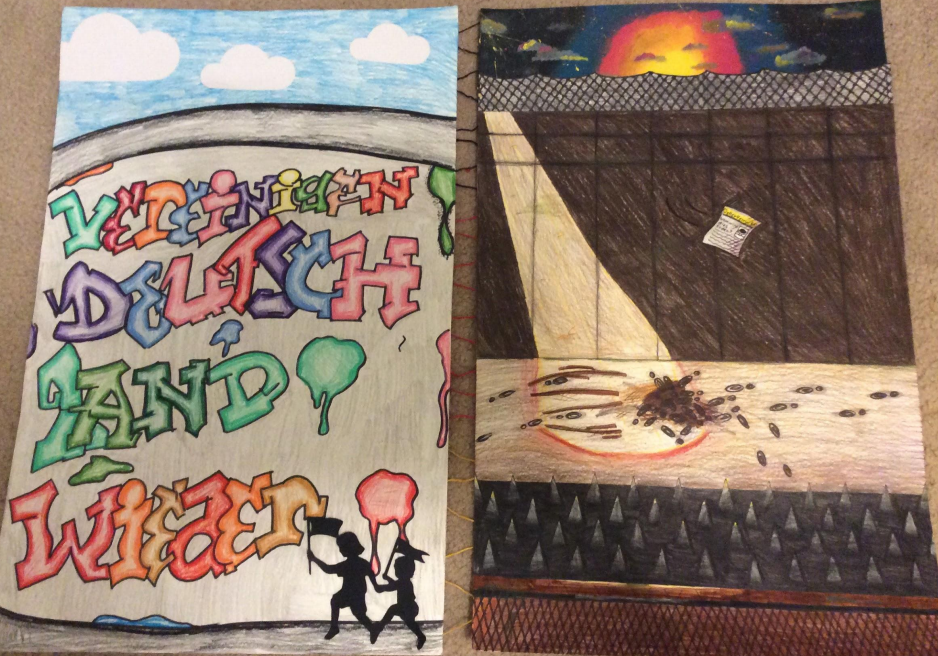 VEREINIGEN
DEUTSCH
LAND
Wieder